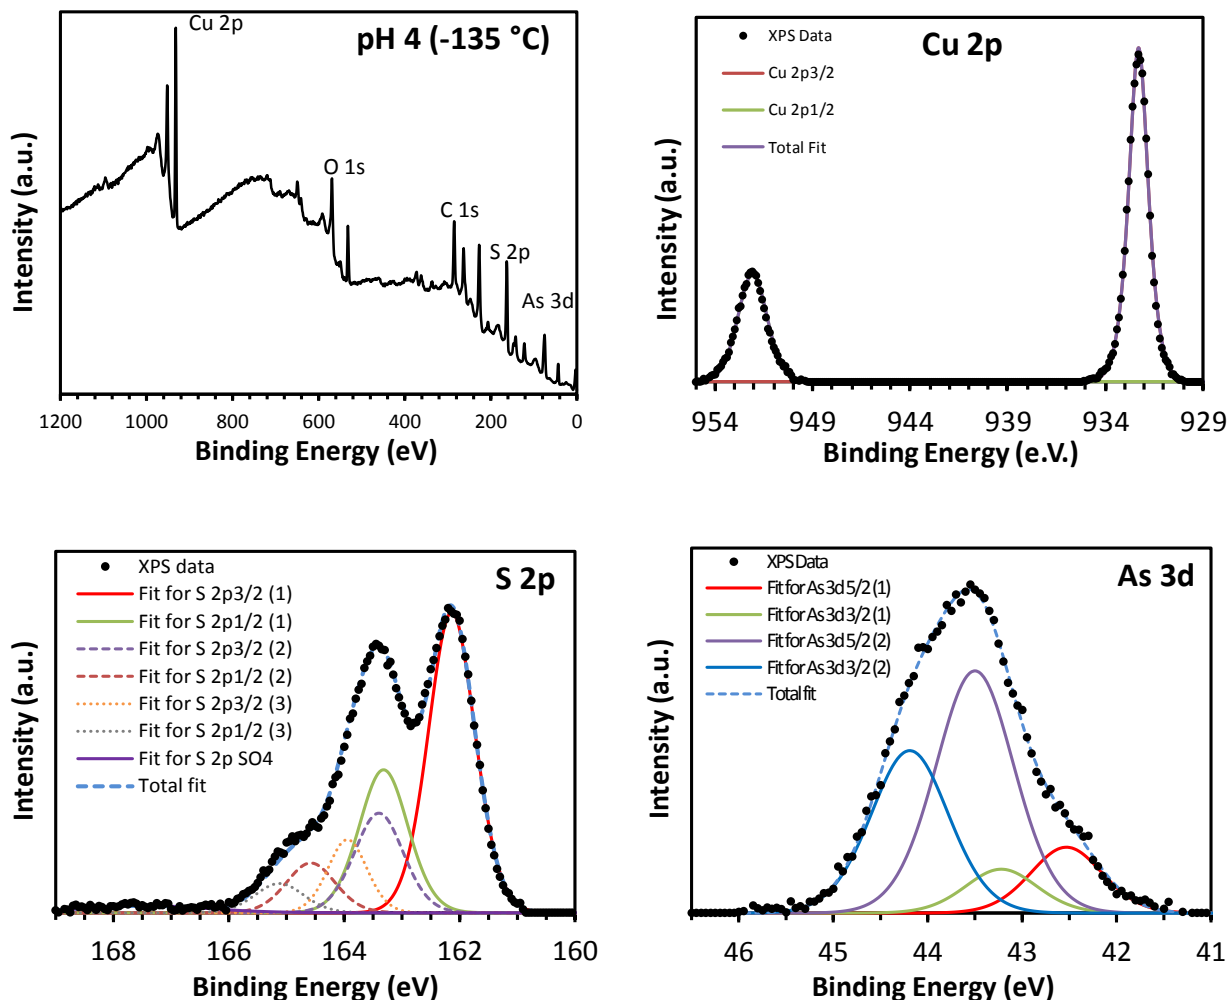 Cu 2p
pH 4 (-135 °C)
O 1s
C 1s
S 2p
As 3d
Intensity (a.u.)
1200 1000 800 600 400 200 0
Binding Energy (eV)
XPS Data
Cu 2p
Cu 2p3/2
Cu 2p1/2
Total Fit
Intensity (a.u.)
954 949 944 939 934 929
Binding Energy (e.V.)
XPS data
S 2p
Fit for S 2p3/2 (1)
Fit for S 2p1/2 (1)
Fit for S 2p3/2 (2)
Fit for S 2p1/2 (2)
Fit for S 2p3/2 (3)
Fit for S 2p1/2 (3)
Fit for S 2p SO4
Total fit
Intensity (a.u.)
168 166 164 162 160
Binding Energy (eV)
XPS Data
As 3d
Fit for As3d5/2 (1)
Fit for As3d3/2 (1)
Fit for As3d5/2 (2)
Fit for As3d3/2 (2)
Total fit
Intensity (a.u.)
46 45 44 43 42 41
Binding Energy (eV)